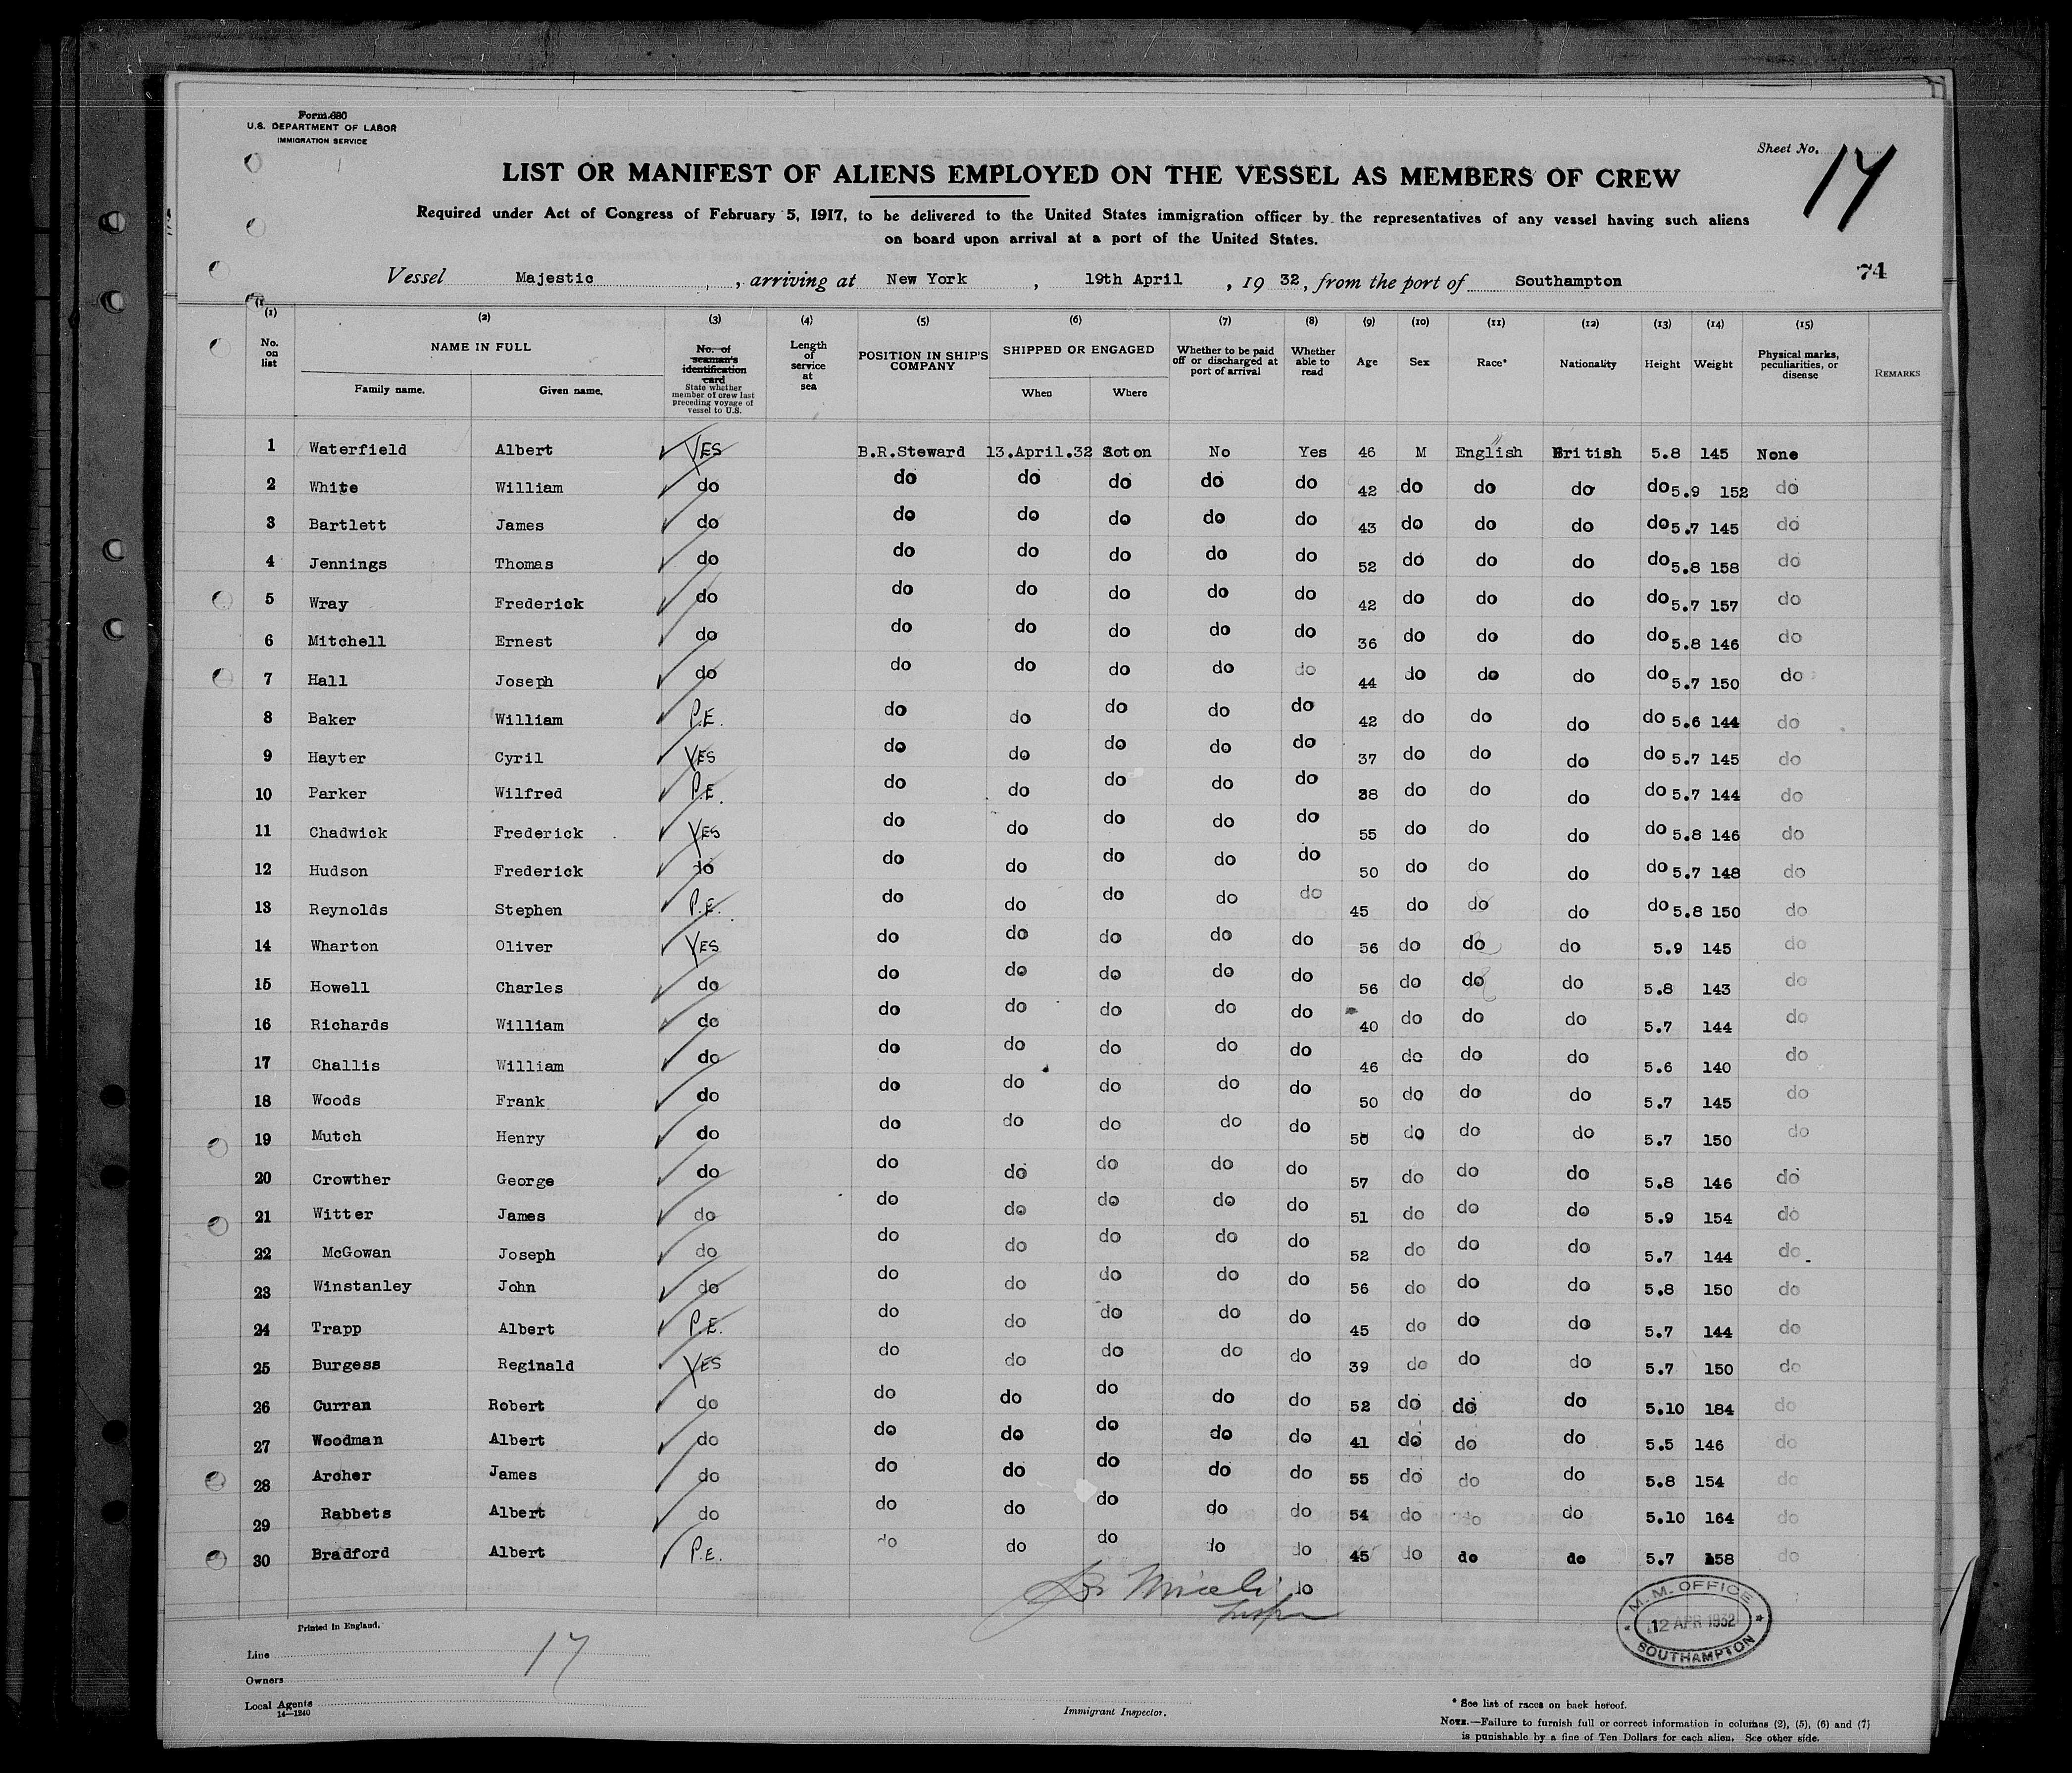 Form 680
U.S. DEPARTMENT OF LABOR
IMMIGRATION SERVICE
Sheet No. 17
LIST OR MANIFEST OF ALIENS EMPLOYED ON THE VESSEL AS MEMBERS OF CREW
Required under Act of Congress of February 5, 1917, to be delivered to the United States immigration officer by the representatives of any vessel having such aliens
on board upon arrival at a port of the United States.
Vessel Majestic, arriving at New York, 19th April, 1932, from the port of Southampton
74
(1) (2) (3) (4) (5) (6) (7) (8) (9) (10) (11) (12) (13) (14) (15)
No. on list NAME IN FULL Family name. Given name. No. of seaman's identification card State whether member of crew last preceding voyage of vessel to U.S. Length of service at sea POSITION IN SHIP'S COMPANY SHIPPED OR ENGAGED When Where Whether to be paid off or discharged at port of arrival Whether able to read Age Sex Race* Nationality Height Weight Physical marks, peculiarities, or disease REMARKS
1 Waterfield Albert YES B.R.Steward 13.April.32 Soton No Yes 46 M English British 5.8 145 None
2 White William do do do do do do 42 do do do do 5.9 152 do
3 Bartlett James do do do do do do 43 do do do do 5.7 145 do
4 Jennings Thomas do do do do do do 52 do do do do 5.8 158 do
5 Wray Frederick do do do do do do 42 do do do do 5.7 157 do
6 Mitchell Ernest do do do do do do 36 do do do do 5.8 146 do
7 Hall Joseph do do do do do do 44 do do do do 5.7 150 do
8 Baker William P.E. do do do do do 42 do do do do 5.6 144 do
9 Hayter Cyril YES do do do do do 37 do do do do 5.7 145 do
10 Parker Wilfred P.E. do do do do do 38 do do do do 5.7 144 do
11 Chadwick Frederick YES do do do do do 55 do do do do 5.8 146 do
12 Hudson Frederick do do do do do do 50 do do do do 5.7 148 do
13 Reynolds Stephen P.E. do do do do do 45 do do do do 5.8 150 do
14 Wharton Oliver YES do do do do do 56 do do do 5.9 145 do
15 Howell Charles do do do do do do 56 do do do 5.8 143 do
16 Richards William do do do do do do 40 do do do 5.7 144 do
17 Challis William do do do do do do 46 do do do 5.6 140 do
18 Woods Frank do do do do do do 50 do do do 5.7 145 do
19 Mutch Henry do do do do do do 50 do do do 5.7 150 do
20 Crowther George do do do do do do 57 do do do 5.8 146 do
21 Witter James do do do do do do 51 do do do 5.9 154 do
22 McGowan Joseph do do do do do do 52 do do do 5.7 144 do
23 Winstanley John do do do do do do 56 do do do 5.8 150 do
24 Trapp Albert P.E. do do do do do 45 do do do 5.7 144 do
25 Burgess Reginald YES do do do do do 39 do do do 5.7 150 do
26 Curran Robert do do do do do do 52 do do do 5.10 184 do
27 Woodman Albert do do do do do do 41 do do do 5.5 146 do
28 Archer James do do do do do do 55 do do do 5.8 154 do
29 Rabbets Albert do do do do do do 54 do do do 5.10 164 do
30 Bradford Albert P.E. do do do do do 45 do do do 5.7 158 do
do
Printed in England.
Line
17
Owners
Local Agents
14—1240
Immigrant Inspector.
M.M. OFFICE
12 APR 1932
SOUTHAMPTON
* See list of races on back hereof.
NOTE.—Failure to furnish full or correct information in columns (2), (5), (6) and (7)
is punishable by a fine of Ten Dollars for each alien. See other side.